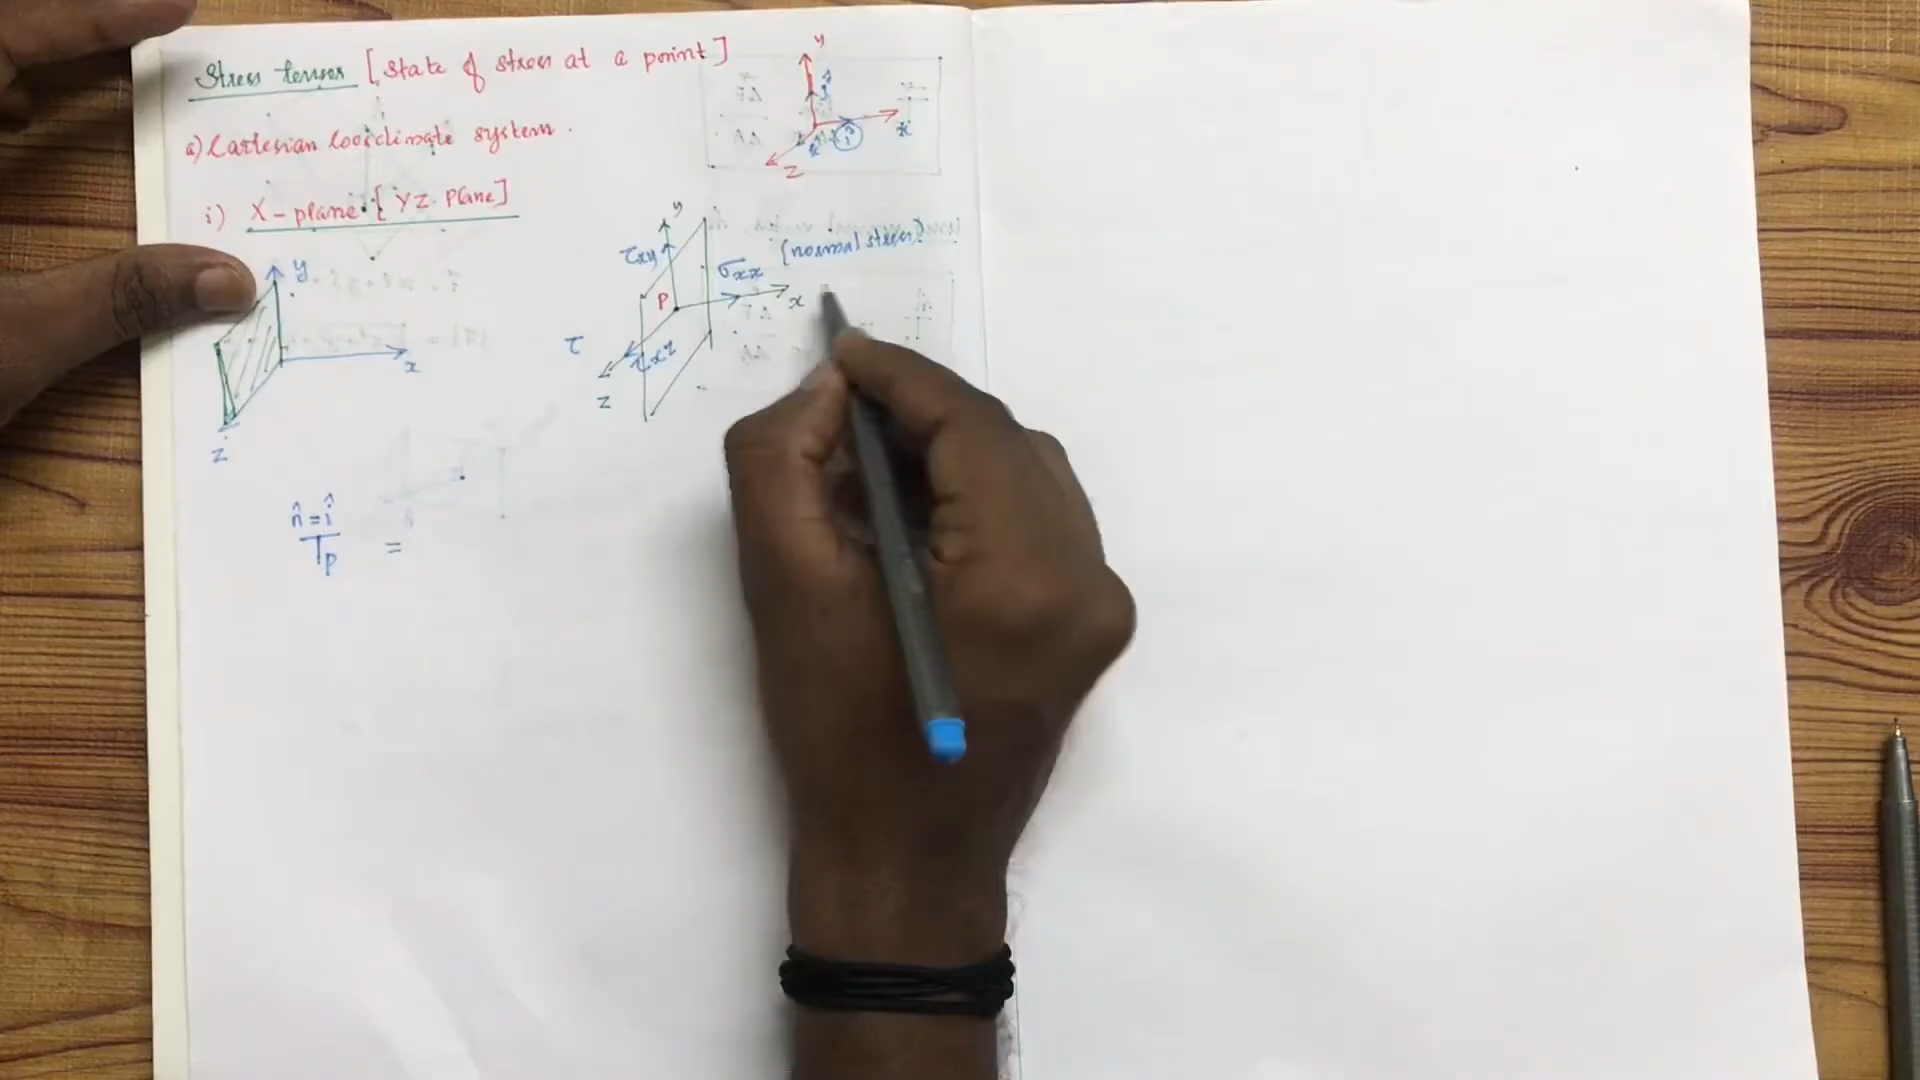 Stress tensor [State of stress at a point]
a) Cartesian Coordinate system.
y
ĵ
î
x
k̂
z
i) X-plane [YZ-Plane]
y
x
z
y
τxy
[normal stress]
σxx
P
x
τ
τxz
z
n̂ = î
Tp =